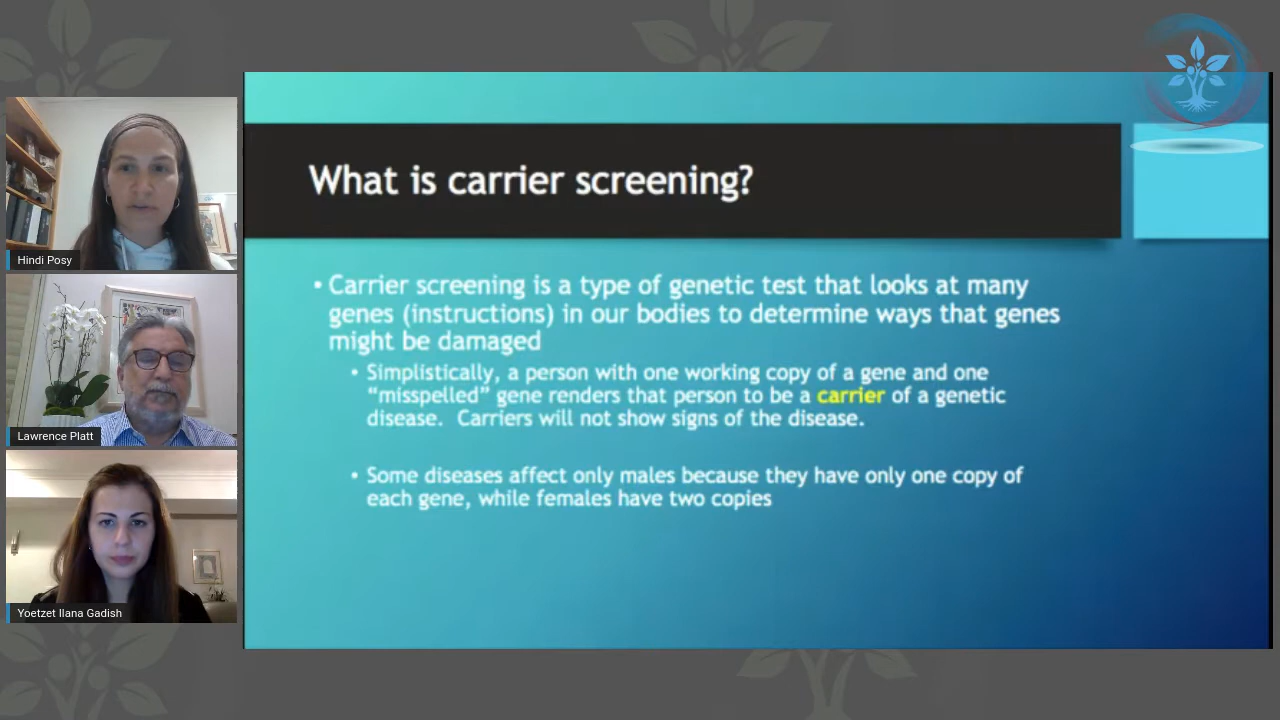 What is carrier screening?
• Carrier screening is a type of genetic test that looks at many
genes (instructions) in our bodies to determine ways that genes
might be damaged
• Simplistically, a person with one working copy of a gene and one
“misspelled” gene renders that person to be a carrier of a genetic
disease.  Carriers will not show signs of the disease.
• Some diseases affect only males because they have only one copy of
each gene, while females have two copies
Hindi Posy
Lawrence Platt
Yoetzet Ilana Gadish